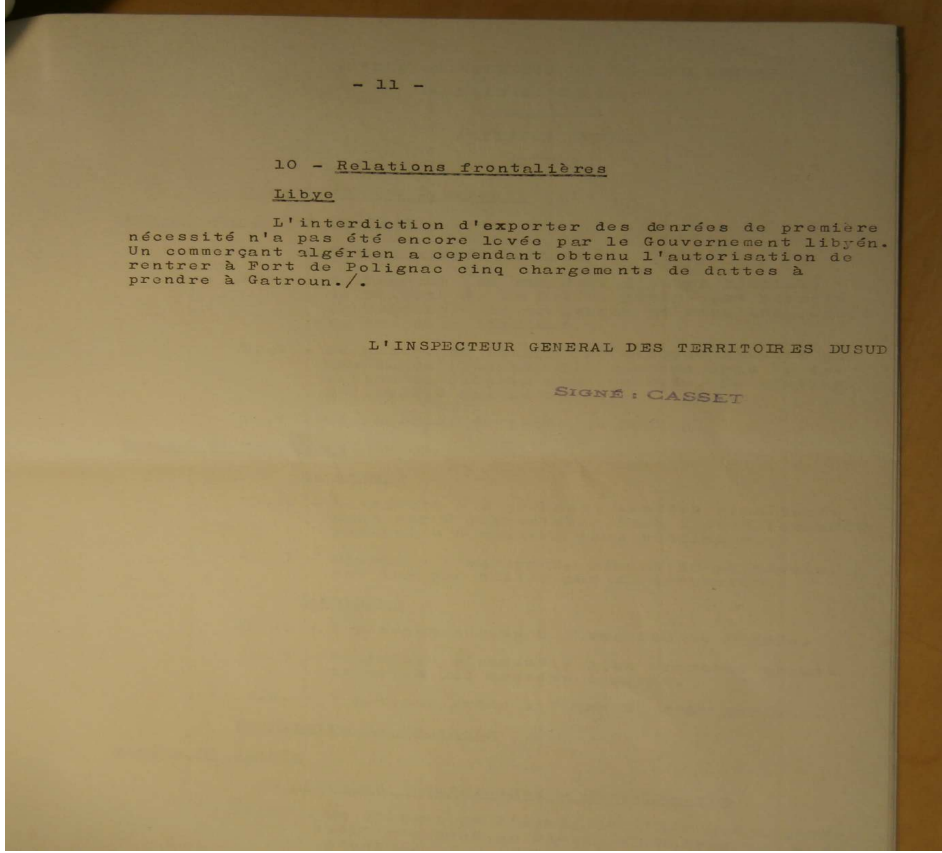 - 11 -
10 - Relations frontalières
Libye
L'interdiction d'exporter des denrées de première
nécessité n'a pas été encore levée par le Gouvernement libyén.
Un commerçant algérien a cependant obtenu l'autorisation de
rentrer à Fort de Polignac cinq chargements de dattes à
prendre à Gatroun./.
L'INSPECTEUR GENERAL DES TERRITOIRES DUSUD
SIGNÉ : CASSET